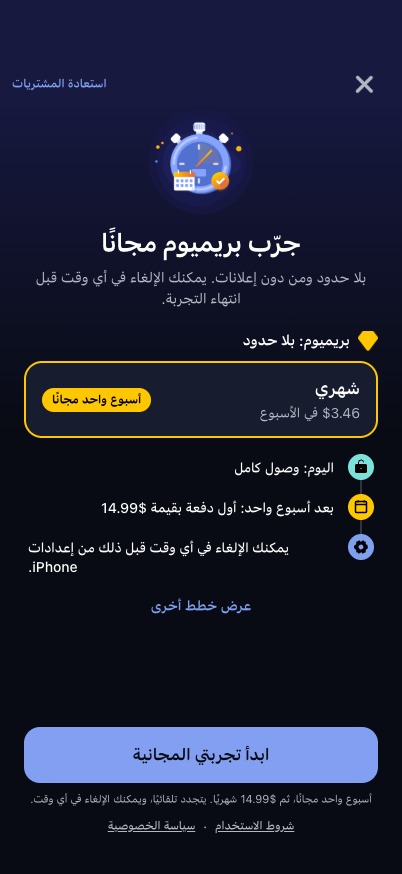 استعادة المشتريات
جرّب بريميوم مجانًا
بلا حدود ومن دون إعلانات. يمكنك الإلغاء في أي وقت قبل
انتهاء التجربة.
بريميوم: بلا حدود
شهري
$3.46 في الأسبوع
أسبوع واحد مجانًا
اليوم: وصول كامل
بعد أسبوع واحد: أول دفعة بقيمة $14.99
يمكنك الإلغاء في أي وقت قبل ذلك من إعدادات
iPhone.
عرض خطط أخرى
ابدأ تجربتي المجانية
أسبوع واحد مجانًا، ثم $14.99 شهريًا. يتجدد تلقائيًا، ويمكنك الإلغاء في أي وقت.
شروط الاستخدام · سياسة الخصوصية